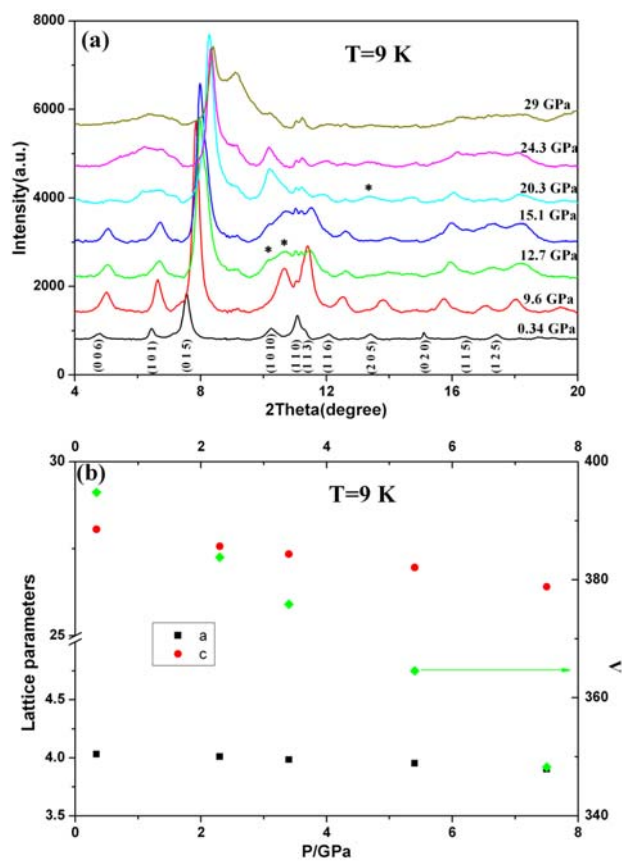 (a)
T=9 K
8000
6000
4000
2000
0
Intensity(a.u.)
29 GPa
24.3 GPa
20.3 GPa
15.1 GPa
12.7 GPa
9.6 GPa
0.34 GPa
*
* *
(0 0 6)
(1 0 1)
(0 1 5)
(1 0 10)
(1 1 0)
(1 1 3)
(1 1 6)
(2 0 5)
(0 2 0)
(1 1 5)
(1 2 5)
4 6 8 10 12 14 16 18 20
2Theta(degree)
0 2 4 6 8
(b)
T=9 K
30
25
4.5
4.0
3.5
Lattice parameters
a
c
400
380
360
340
V
0 2 4 6 8
P/GPa